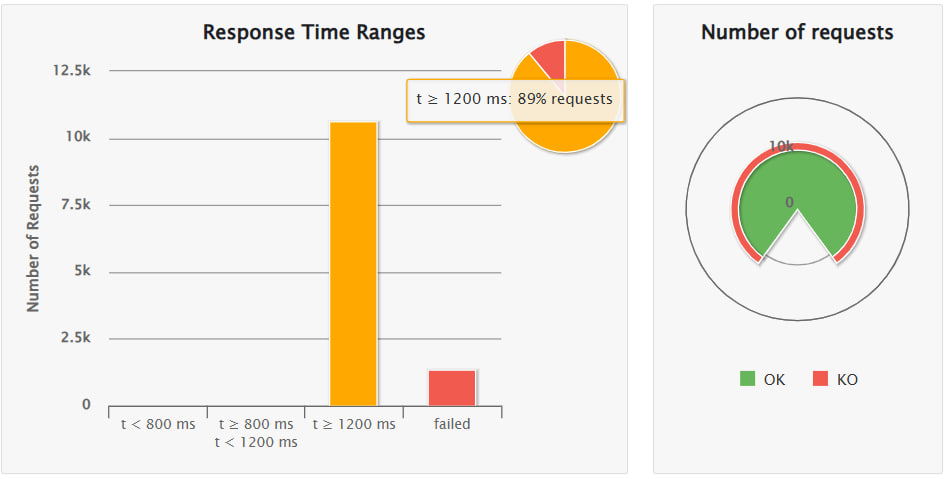 Response Time Ranges
12.5k
10k
7.5k
5k
2.5k
0
Number of Requests
t < 800 ms
t ≥ 800 ms
t < 1200 ms
t ≥ 1200 ms
failed
t ≥ 1200 ms: 89% requests
Number of requests
10k
0
OK
KO